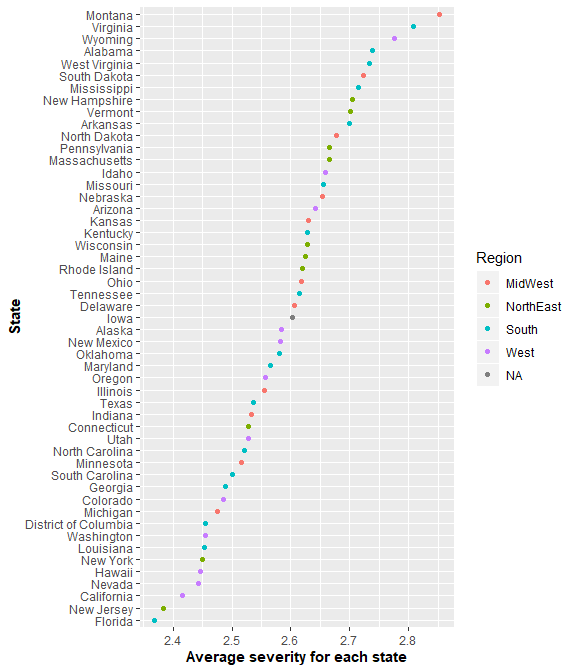 Montana
Virginia
Wyoming
Alabama
West Virginia
South Dakota
Mississippi
New Hampshire
Vermont
Arkansas
North Dakota
Pennsylvania
Massachusetts
Idaho
Missouri
Nebraska
Arizona
Kansas
Kentucky
Wisconsin
Maine
Rhode Island
Ohio
Tennessee
Delaware
Iowa
Alaska
New Mexico
Oklahoma
Maryland
Oregon
Illinois
Texas
Indiana
Connecticut
Utah
North Carolina
Minnesota
South Carolina
Georgia
Colorado
Michigan
District of Columbia
Washington
Louisiana
New York
Hawaii
Nevada
California
New Jersey
Florida
State
2.4 2.5 2.6 2.7 2.8
Average severity for each state
Region
MidWest
NorthEast
South
West
NA